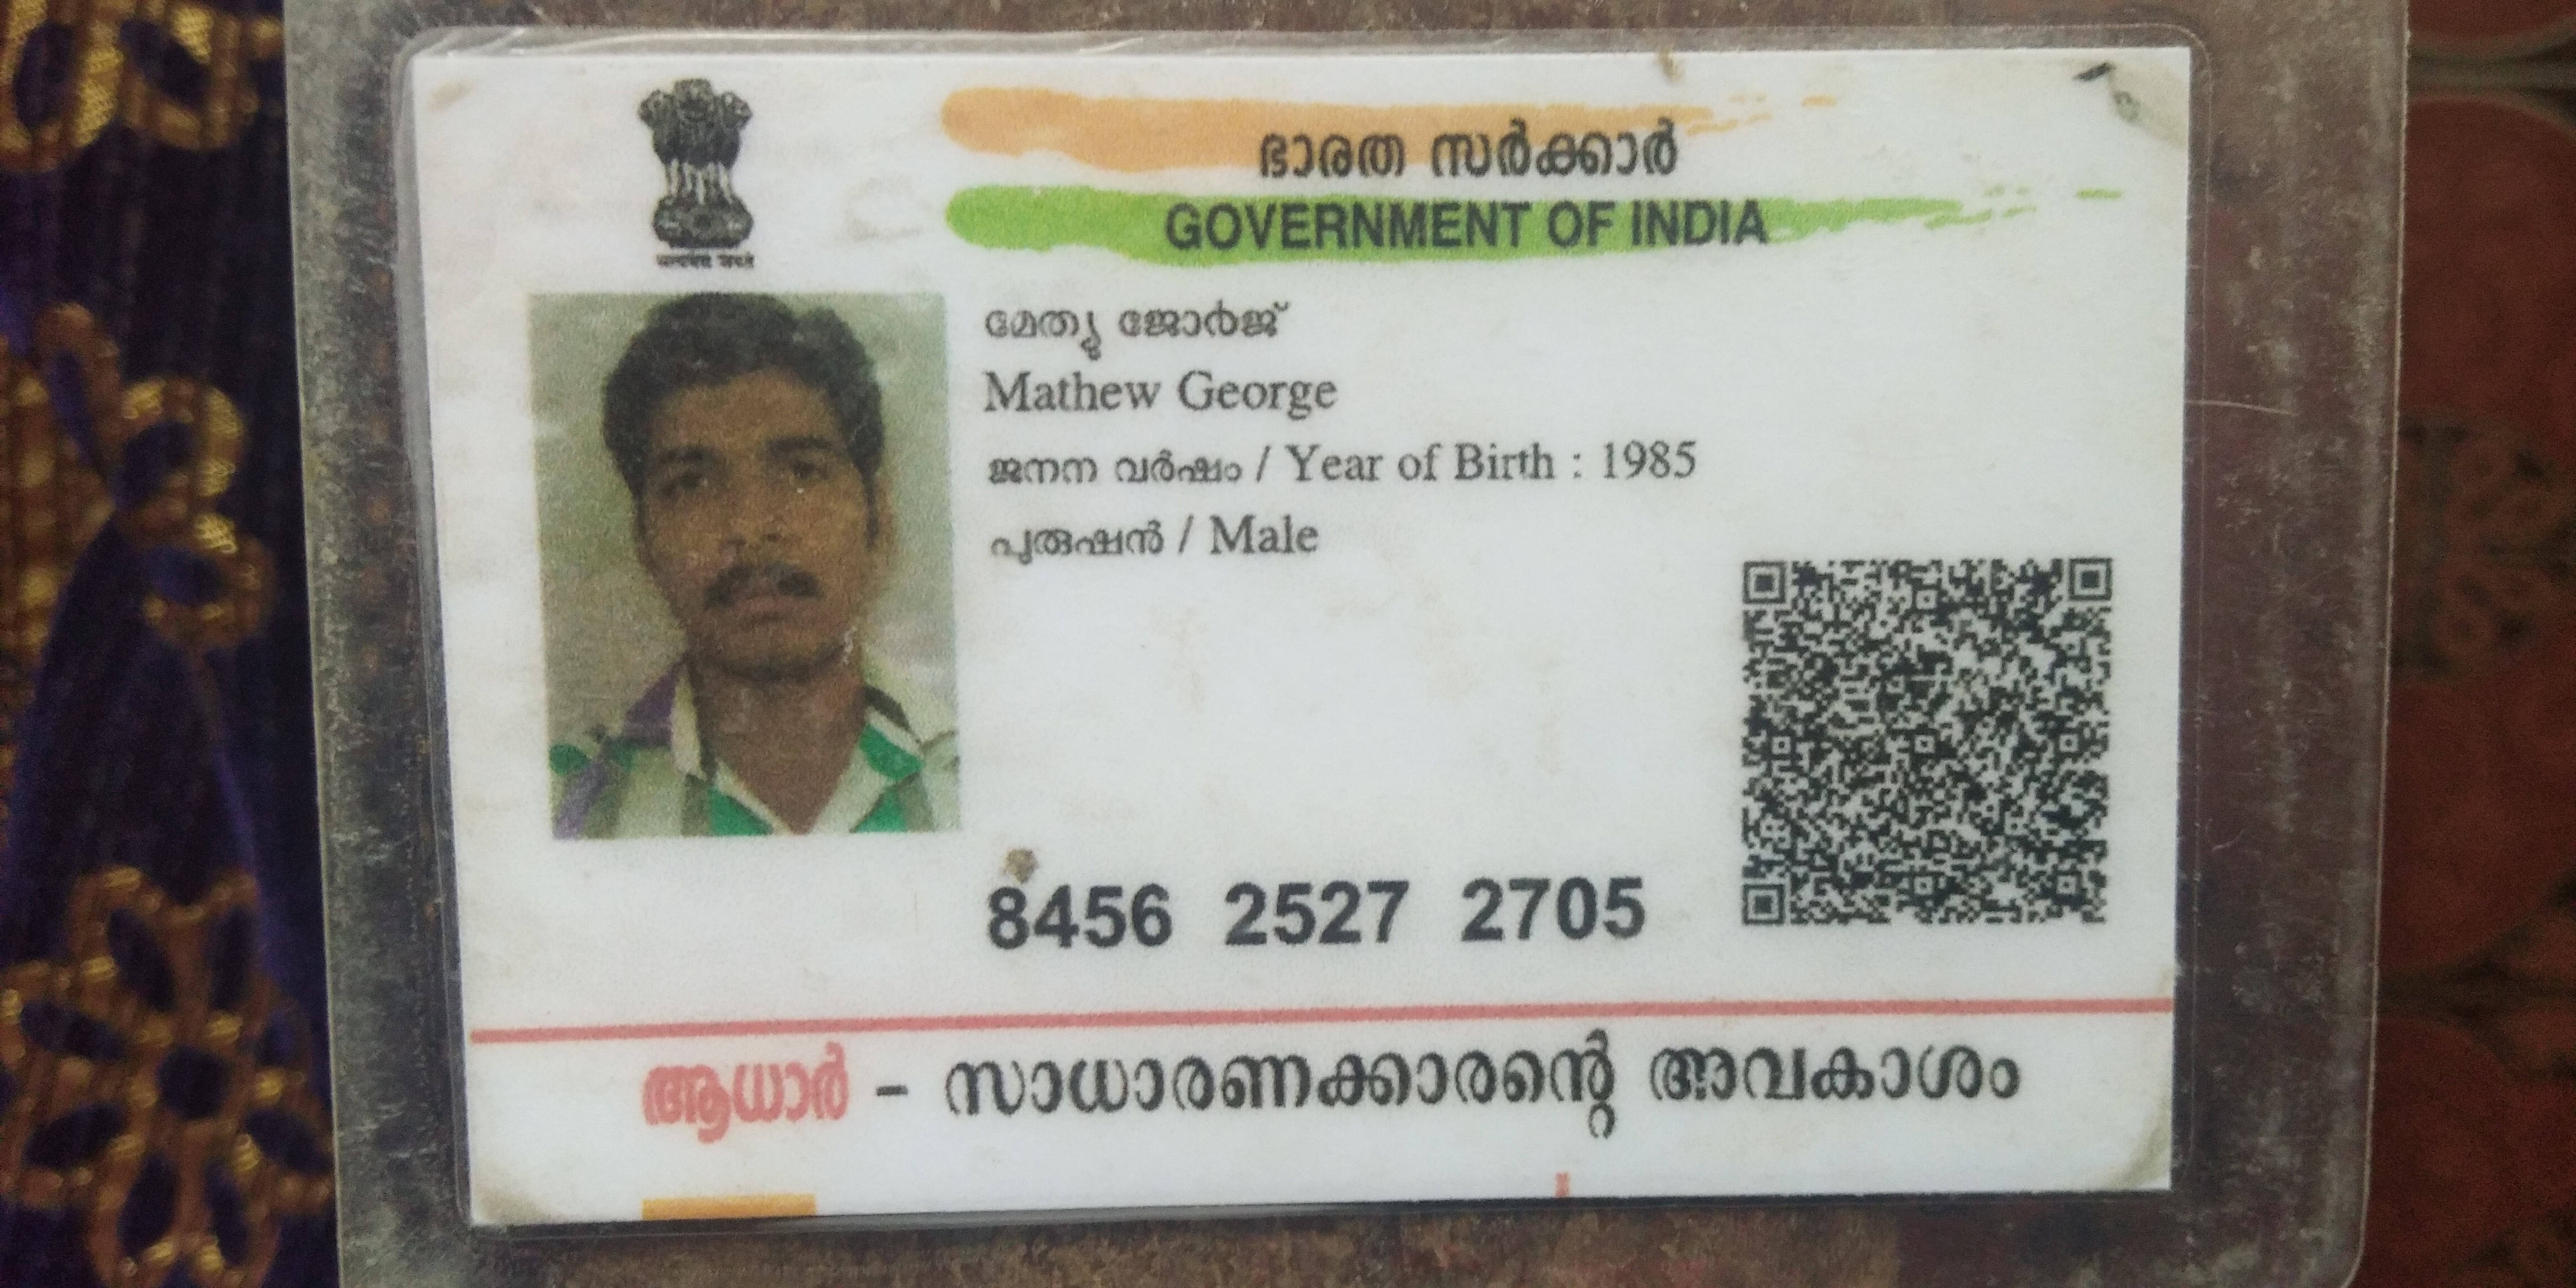 ഭാരത സർക്കാർ
GOVERNMENT OF INDIA
മേത്യൂ ജോർജ്
Mathew George
ജനന വർഷം / Year of Birth : 1985
പുരുഷൻ / Male
8456 2527 2705
ആധാർ - സാധാരണക്കാരന്റെ അവകാശം